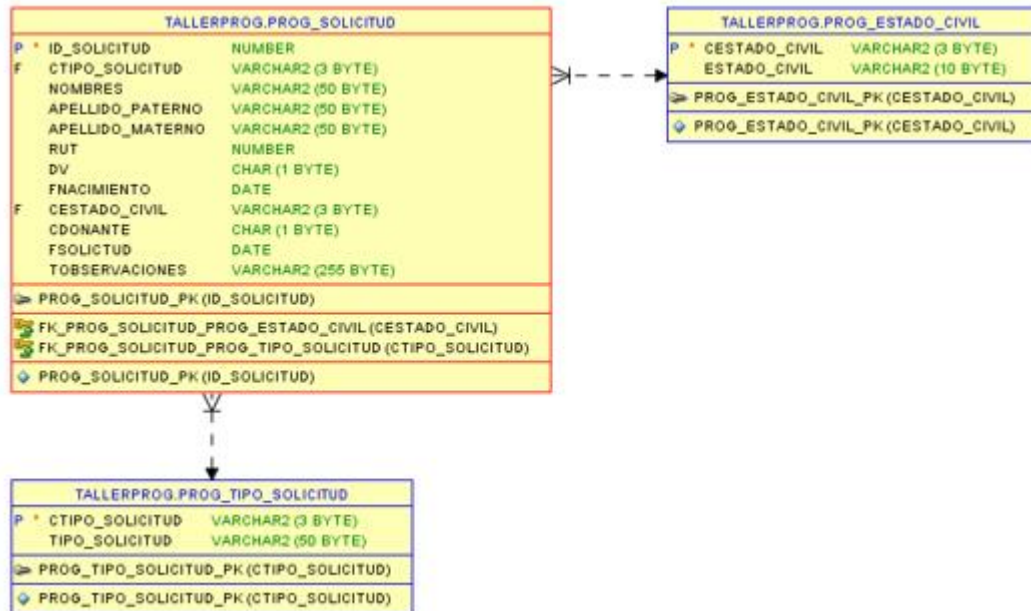 TALLERPROG.PROG_SOLICITUD
P * ID_SOLICITUD NUMBER
F CTIPO_SOLICITUD VARCHAR2 (3 BYTE)
NOMBRES VARCHAR2 (50 BYTE)
APELLIDO_PATERNO VARCHAR2 (50 BYTE)
APELLIDO_MATERNO VARCHAR2 (50 BYTE)
RUT NUMBER
DV CHAR (1 BYTE)
FNACIMIENTO DATE
F CESTADO_CIVIL VARCHAR2 (3 BYTE)
CDONANTE CHAR (1 BYTE)
FSOLICTUD DATE
TOBSERVACIONES VARCHAR2 (255 BYTE)
PROG_SOLICITUD_PK (ID_SOLICITUD)
FK_PROG_SOLICITUD_PROG_ESTADO_CIVIL (CESTADO_CIVIL)
FK_PROG_SOLICITUD_PROG_TIPO_SOLICITUD (CTIPO_SOLICITUD)
PROG_SOLICITUD_PK (ID_SOLICITUD)
TALLERPROG.PROG_ESTADO_CIVIL
P * CESTADO_CIVIL VARCHAR2 (3 BYTE)
ESTADO_CIVIL VARCHAR2 (10 BYTE)
PROG_ESTADO_CIVIL_PK (CESTADO_CIVIL)
PROG_ESTADO_CIVIL_PK (CESTADO_CIVIL)
TALLERPROG.PROG_TIPO_SOLICITUD
P * CTIPO_SOLICITUD VARCHAR2 (3 BYTE)
TIPO_SOLICITUD VARCHAR2 (50 BYTE)
PROG_TIPO_SOLICITUD_PK (CTIPO_SOLICITUD)
PROG_TIPO_SOLICITUD_PK (CTIPO_SOLICITUD)